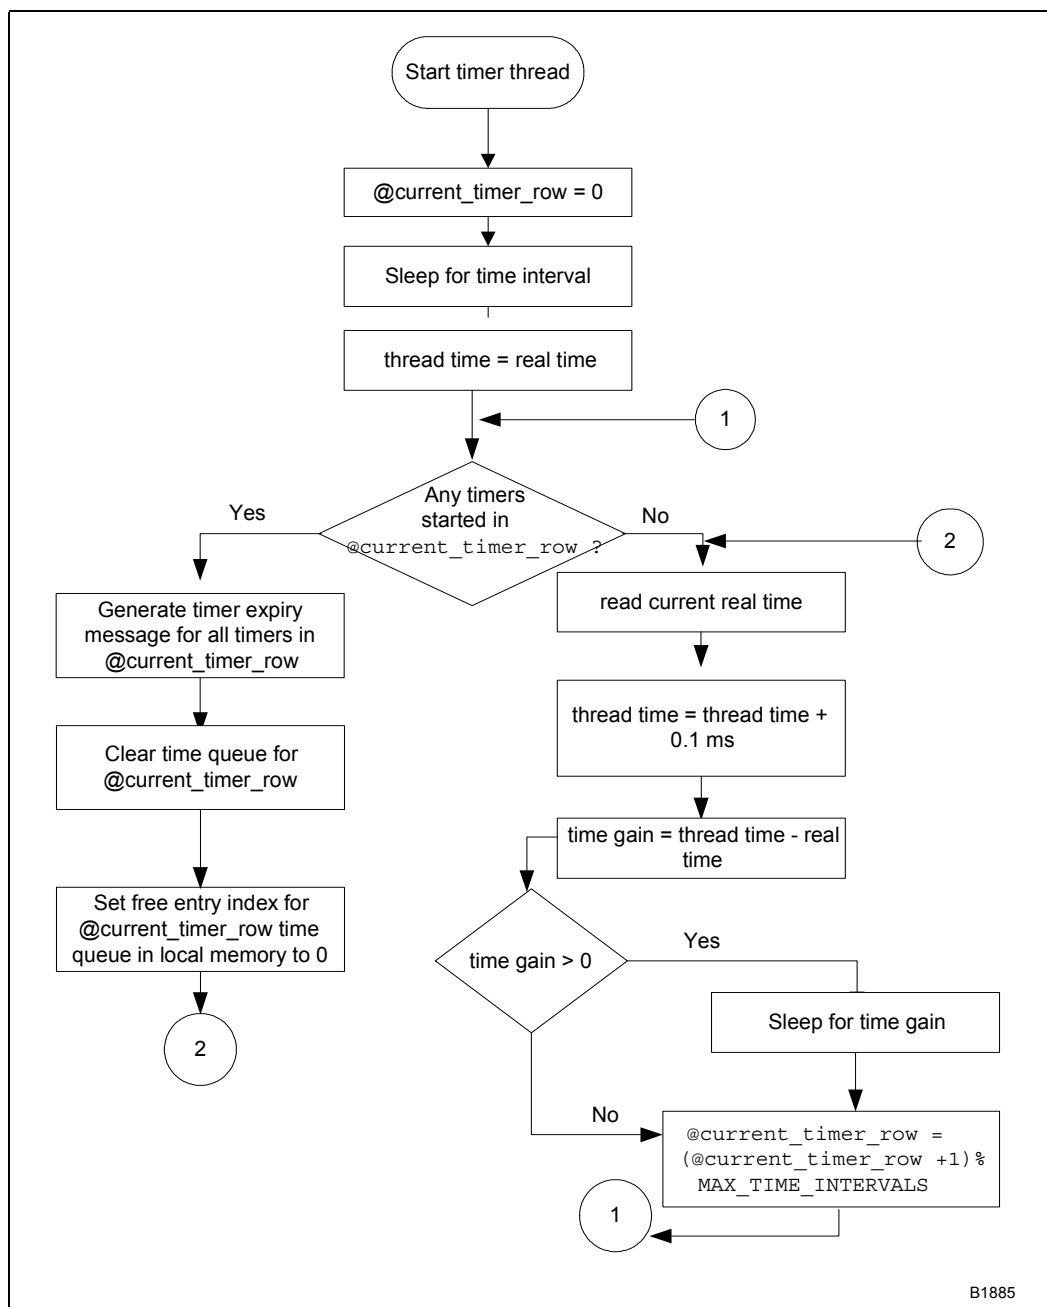 Start timer thread
@current_timer_row = 0
Sleep for time interval
thread time = real time
1
Any timers
started in
@current_timer_row ?
Yes
No
2
Generate timer expiry
message for all timers in
@current_timer_row
Clear time queue for
@current_timer_row
Set free entry index for
@current_timer_row time
queue in local memory to 0
2
read current real time
thread time = thread time +
0.1 ms
time gain = thread time - real
time
time gain > 0
Yes
Sleep for time gain
No
@current_timer_row =
(@current_timer_row +1)%
MAX_TIME_INTERVALS
1
B1885